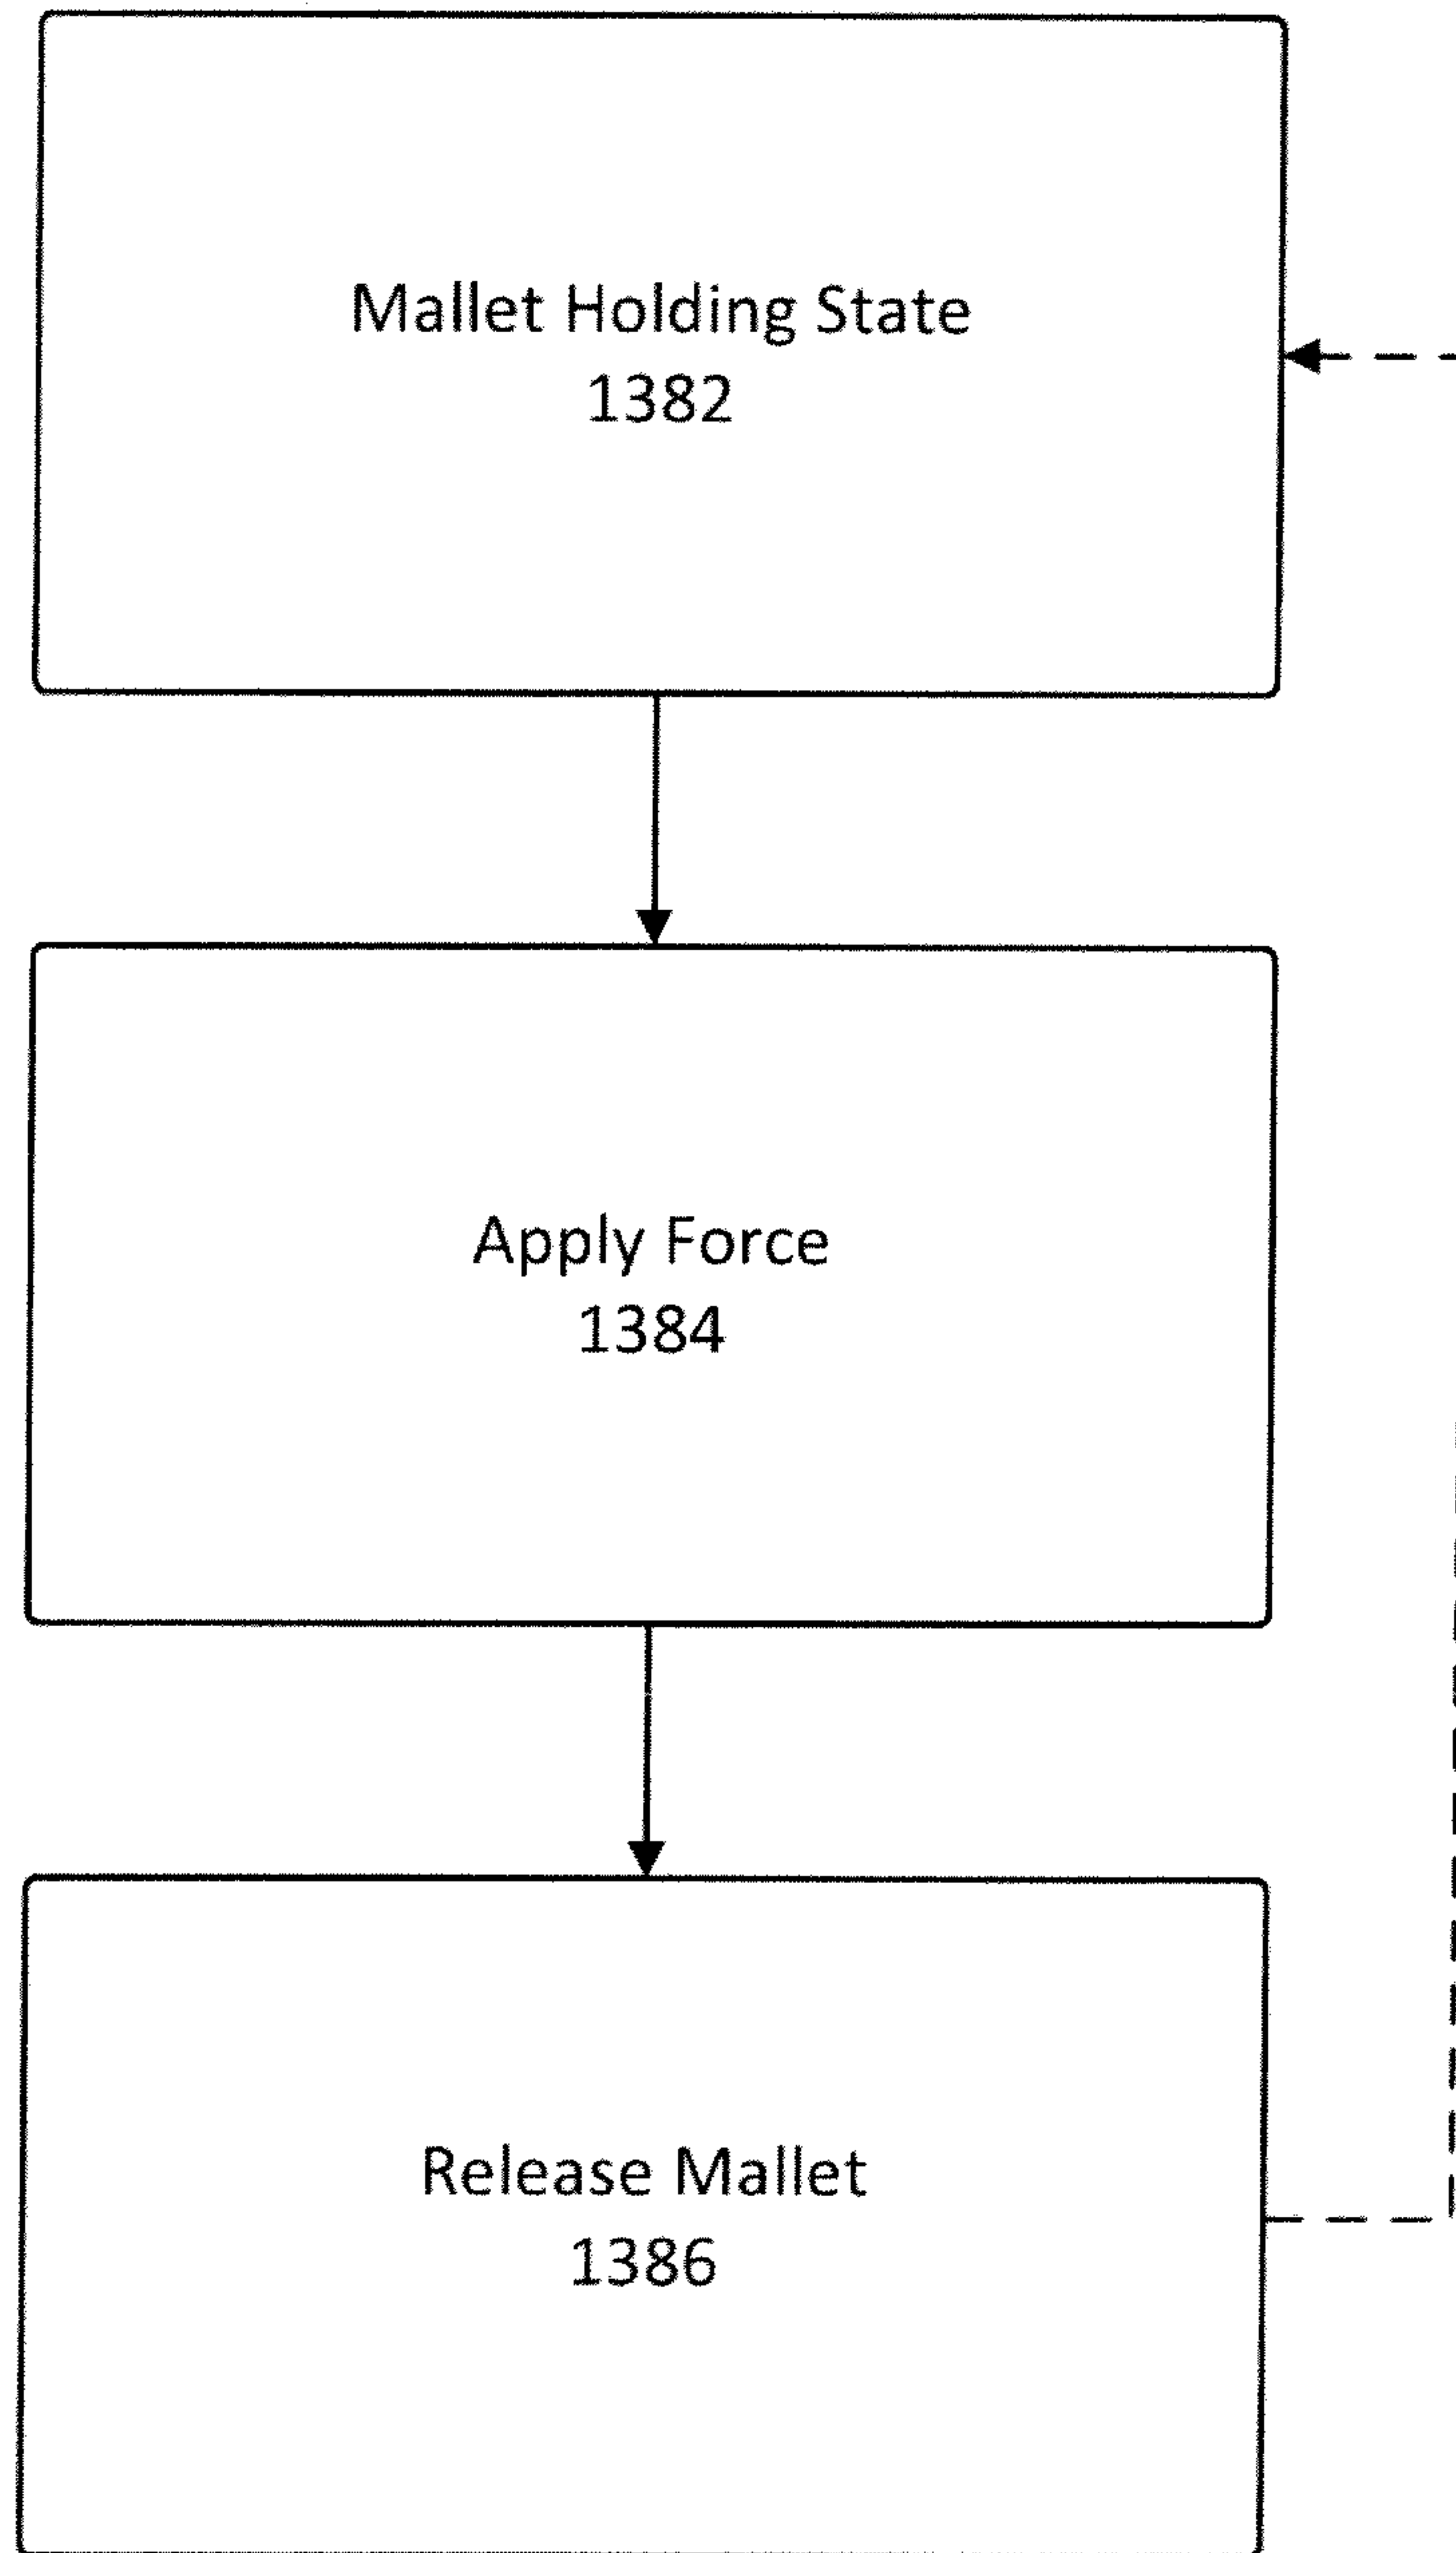 Mallet Holding State
1382
Apply Force
1384
Release Mallet
1386